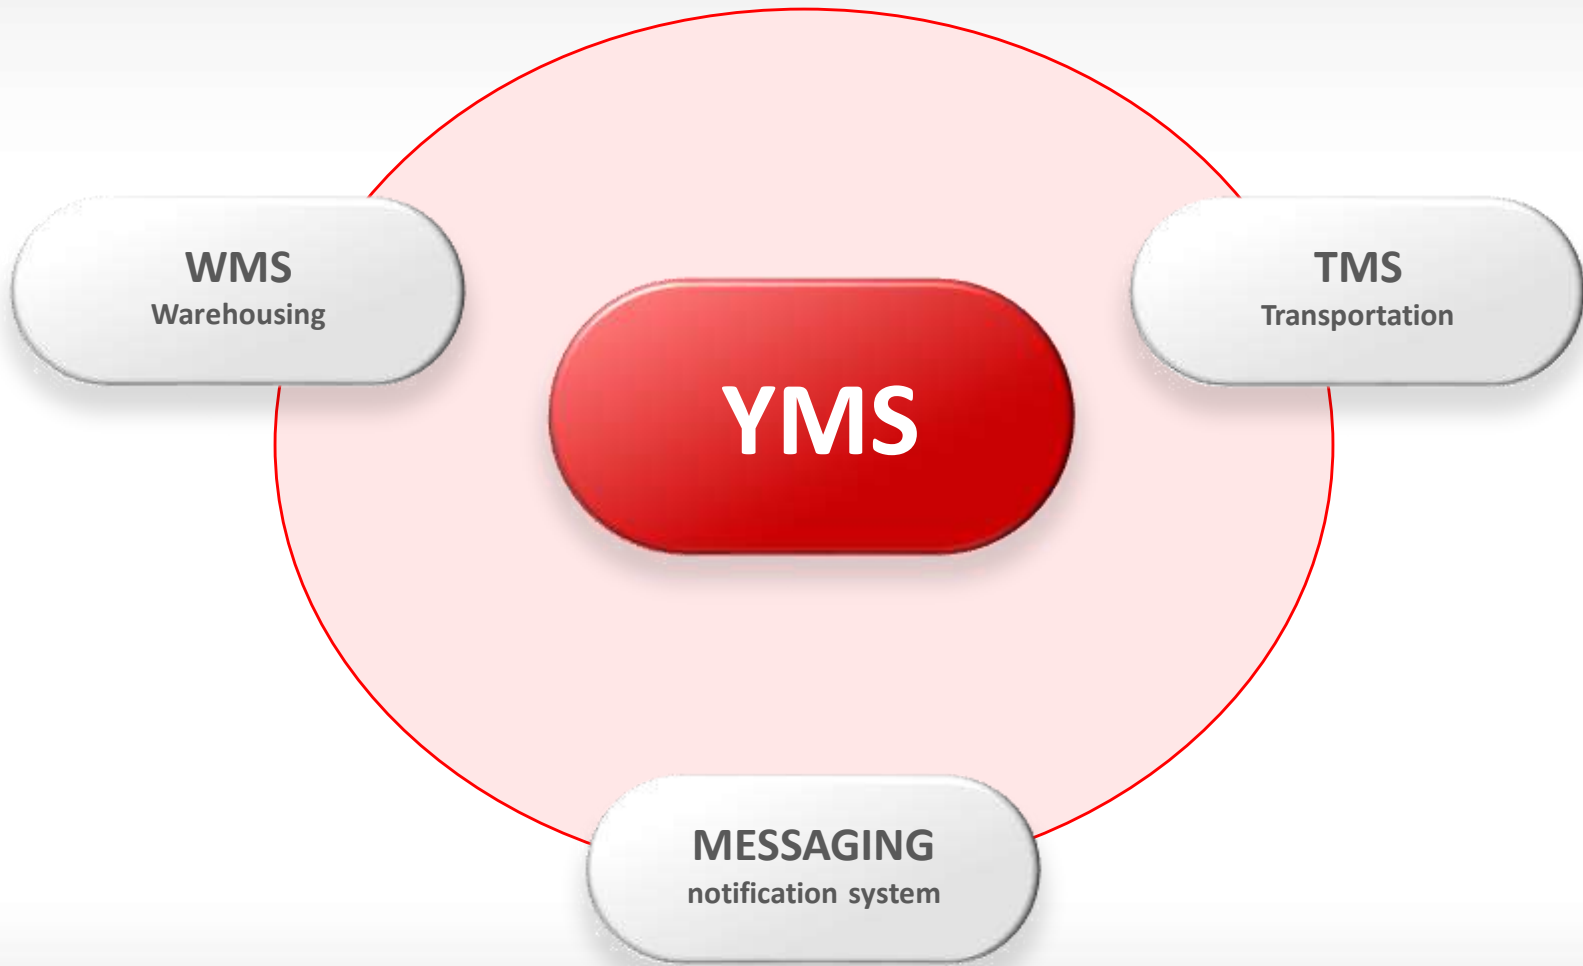 WMS
Warehousing
TMS
Transportation
YMS
MESSAGING
notification system